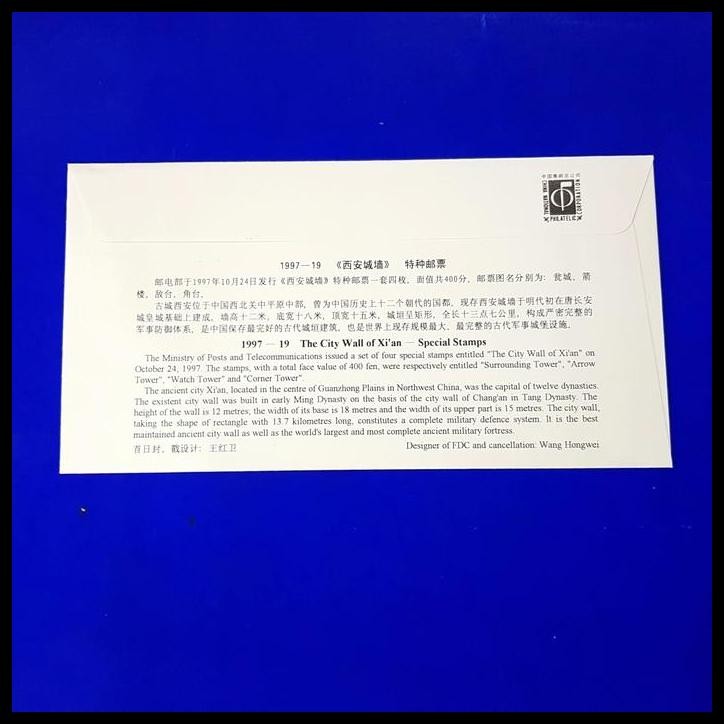 中国集邮总公司
CHINA NATIONAL PHILATELIC CORPORATION
1997—19 《西安城墙》 特种邮票
邮电部于1997年10月24日发行《西安城墙》特种邮票一套四枚，面值共400分，邮票图名分别为：瓮城、箭
楼、敌台、角台。
古城西安位于中国西北关中平原中部，曾为中国历史上十二个朝代的国都，现存西安城墙于明代初在唐长安
城皇城基础上建成，墙高十二米，底宽十八米，顶宽十五米，城垣呈矩形，全长十三点七公里，构成严密完整的
军事防御体系，是中国保存最完好的古代城垣建筑，也是世界上现存规模最大、最完整的古代军事城堡设施。
1997 — 19 The City Wall of Xi'an — Special Stamps
The Ministry of Posts and Telecommunications issued a set of four special stamps entitled "The City Wall of Xi'an" on
October 24, 1997. The stamps, with a total face value of 400 fen, were respectively entitled "Surrounding Tower", "Arrow
Tower", "Watch Tower" and "Corner Tower".
The ancient city Xi'an, located in the centre of Guanzhong Plains in Northwest China, was the capital of twelve dynasties.
The existent city wall was built in early Ming Dynasty on the basis of the city wall of Chang'an in Tang Dynasty. The
height of the wall is 12 metres, the width of its base is 18 metres and the width of its upper part is 15 metres. The city wall,
taking the shape of rectangle with 13.7 kilometres long, constitutes a complete military defence system. It is the best
maintained ancient city wall as well as the world's largest and most complete ancient military fortress.
首日封、戳设计：王红卫 Designer of FDC and cancellation: Wang Hongwei